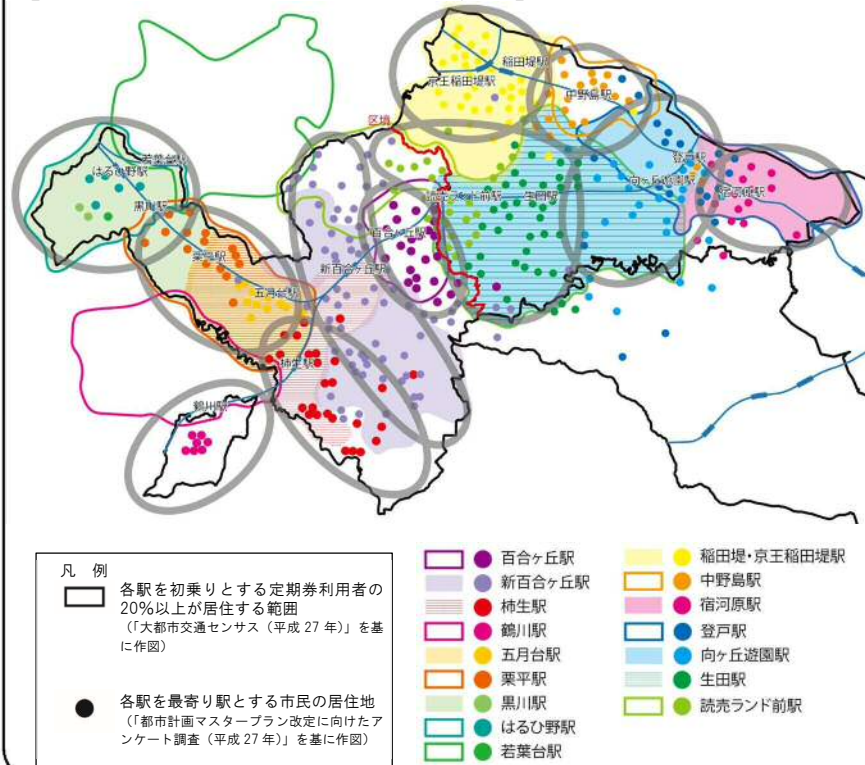 稲田堤駅
京王稲田堤駅
中野島駅
区境
登戸駅
向ヶ丘遊園駅
宿河原駅
若葉台駅
はるひ野駅
黒川駅
読売ランド前駅
生田駅
百合ヶ丘駅
新百合ヶ丘駅
栗平駅
五月台駅
柿生駅
鶴川駅
凡 例
各駅を初乗りとする定期券利用者の
20%以上が居住する範囲
(「大都市交通センサス(平成 27 年)」を基
に作図)
各駅を最寄り駅とする市民の居住地
(「都市計画マスタープラン改定に向けたア
ンケート調査(平成 27 年)」を基に作図)
百合ヶ丘駅
新百合ヶ丘駅
柿生駅
鶴川駅
五月台駅
栗平駅
黒川駅
はるひ野駅
若葉台駅
稲田堤・京王稲田堤駅
中野島駅
宿河原駅
登戸駅
向ヶ丘遊園駅
生田駅
読売ランド前駅